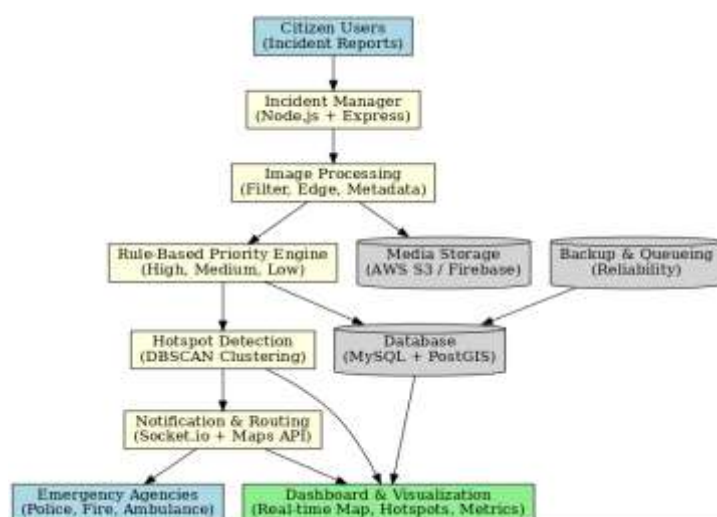 Citizen Users
(Incident Reports)
Incident Manager
(Node.js + Express)
Image Processing
(Filter, Edge, Metadata)
Rule-Based Priority Engine
(High, Medium, Low)
Media Storage
(AWS S3 / Firebase)
Backup & Queueing
(Reliability)
Hotspot Detection
(DBSCAN Clustering)
Database
(MySQL + PostGIS)
Notification & Routing
(Socket.io + Maps API)
Emergency Agencies
(Police, Fire, Ambulance)
Dashboard & Visualization
(Real-time Map, Hotspots, Metrics)